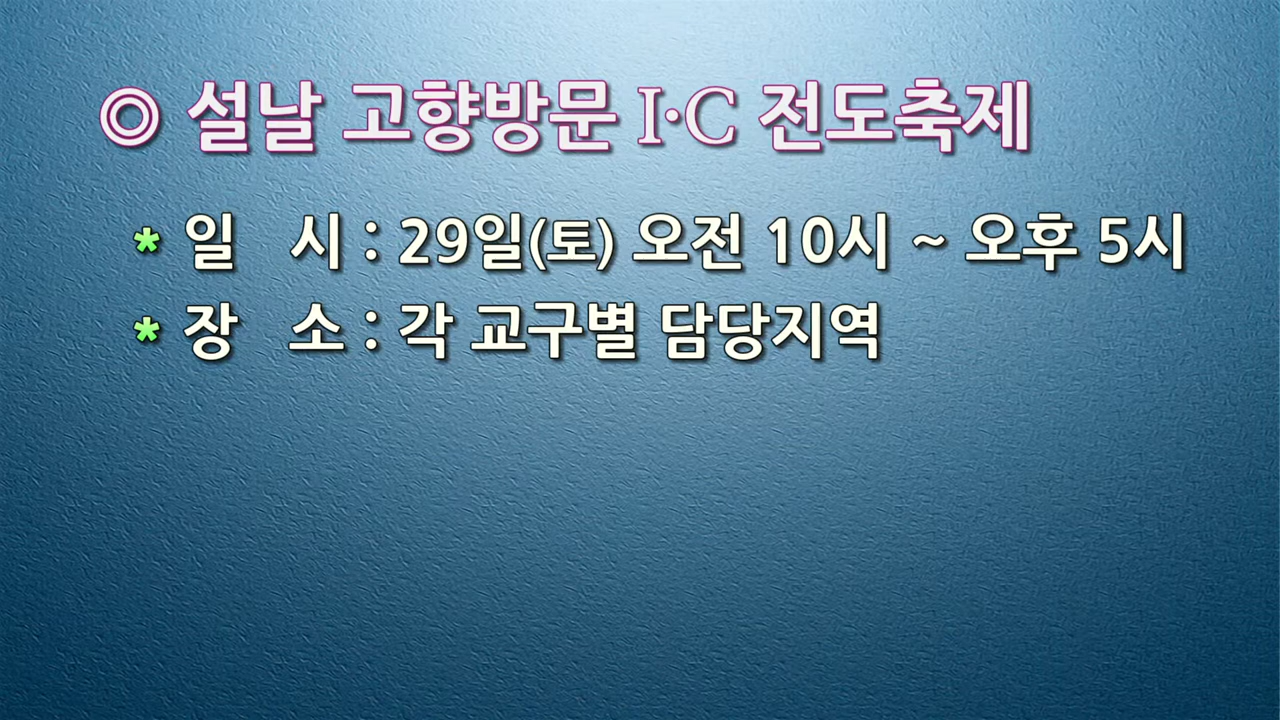 ◎ 설날 고향방문 I·C 전도축제
* 일 시 : 29일(토) 오전 10시 ~ 오후 5시
* 장 소 : 각 교구별 담당지역